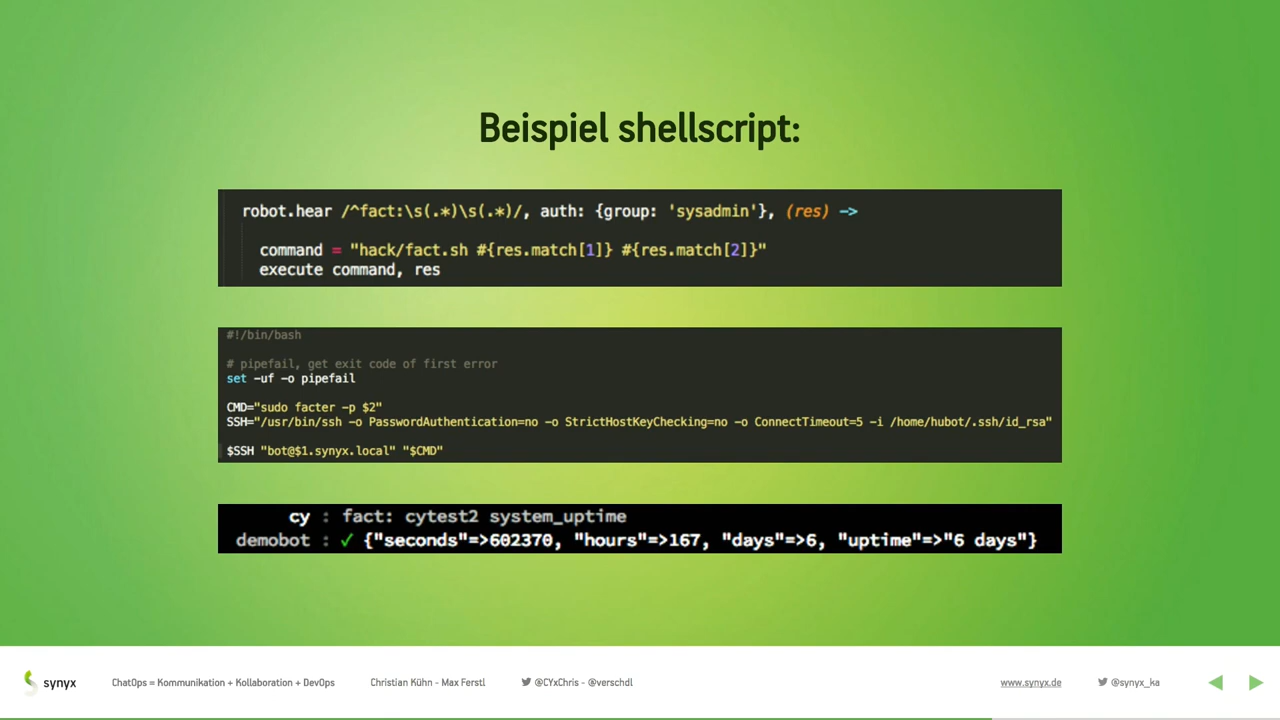 Beispiel shellscript:
robot.hear /^fact:\s(.*)\s(.*)/, auth: {group: 'sysadmin'}, (res) ->
command = "hack/fact.sh #{res.match[1]} #{res.match[2]}"
execute command, res
#!/bin/bash
# pipefail, get exit code of first error
set -uf -o pipefail
CMD="sudo facter -p $2"
SSH="/usr/bin/ssh -o PasswordAuthentication=no -o StrictHostKeyChecking=no -o ConnectTimeout=5 -i /home/hubot/.ssh/id_rsa"
$SSH "bot@$1.synyx.local" "$CMD"
cy : fact: cytest2 system_uptime
demobot : ✓ {"seconds"=>602370, "hours"=>167, "days"=>6, "uptime"=>"6 days"}
synyx ChatOps = Kommunikation + Kollaboration + DevOps Christian Kühn - Max Ferstl @CYxChris - @verschdl www.synyx.de @synyx_ka